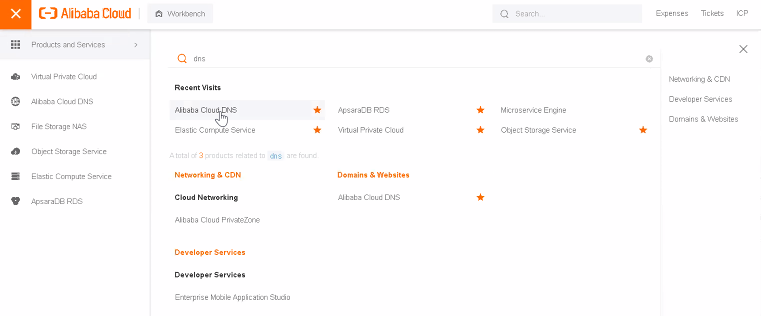 Alibaba Cloud
Workbench
Search...
Expenses
Tickets
ICP
Products and Services
Virtual Private Cloud
Alibaba Cloud DNS
File Storage NAS
Object Storage Service
Elastic Compute Service
ApsaraDB RDS
dns
Recent Visits
Alibaba Cloud DNS
ApsaraDB RDS
Microservice Engine
Elastic Compute Service
Virtual Private Cloud
Object Storage Service
A total of 3 products related to dns are found.
Networking & CDN
Domains & Websites
Cloud Networking
Alibaba Cloud DNS
Alibaba Cloud PrivateZone
Developer Services
Developer Services
Enterprise Mobile Application Studio
Networking & CDN
Developer Services
Domains & Websites